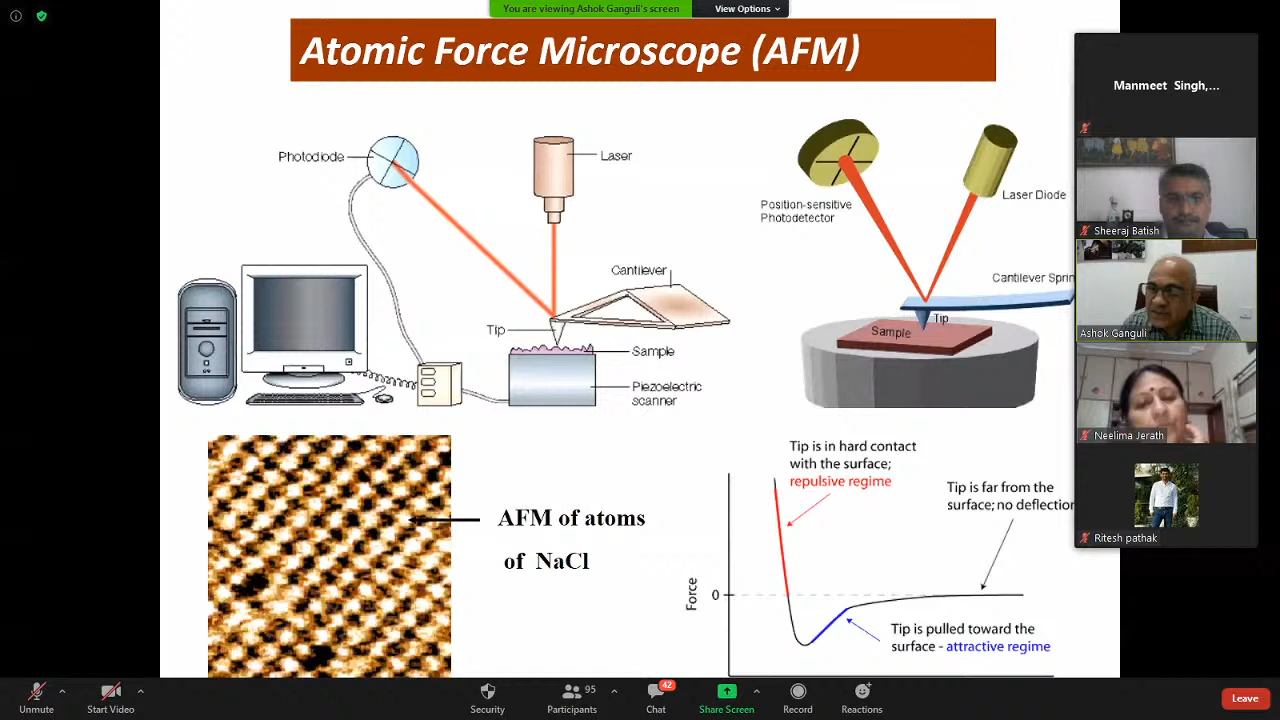 You are viewing Ashok Ganguli's screen
View Options
Atomic Force Microscope (AFM)
Photodiode
Laser
Cantilever
Tip
Sample
Piezoelectric
scanner
Position-sensitive
Photodetector
Laser Diode
Cantilever Sprin
Tip
Sample
AFM of atoms
of NaCl
Tip is in hard contact
with the surface;
repulsive regime
Tip is far from the
surface; no deflection
Force
0
Tip is pulled toward the
surface - attractive regime
Manmeet Singh,...
Sheeraj Batish
Ashok Ganguli
Neelima Jerath
Ritesh pathak
Unmute
Start Video
Security
95
Participants
42
Chat
Share Screen
Record
Reactions
Leave